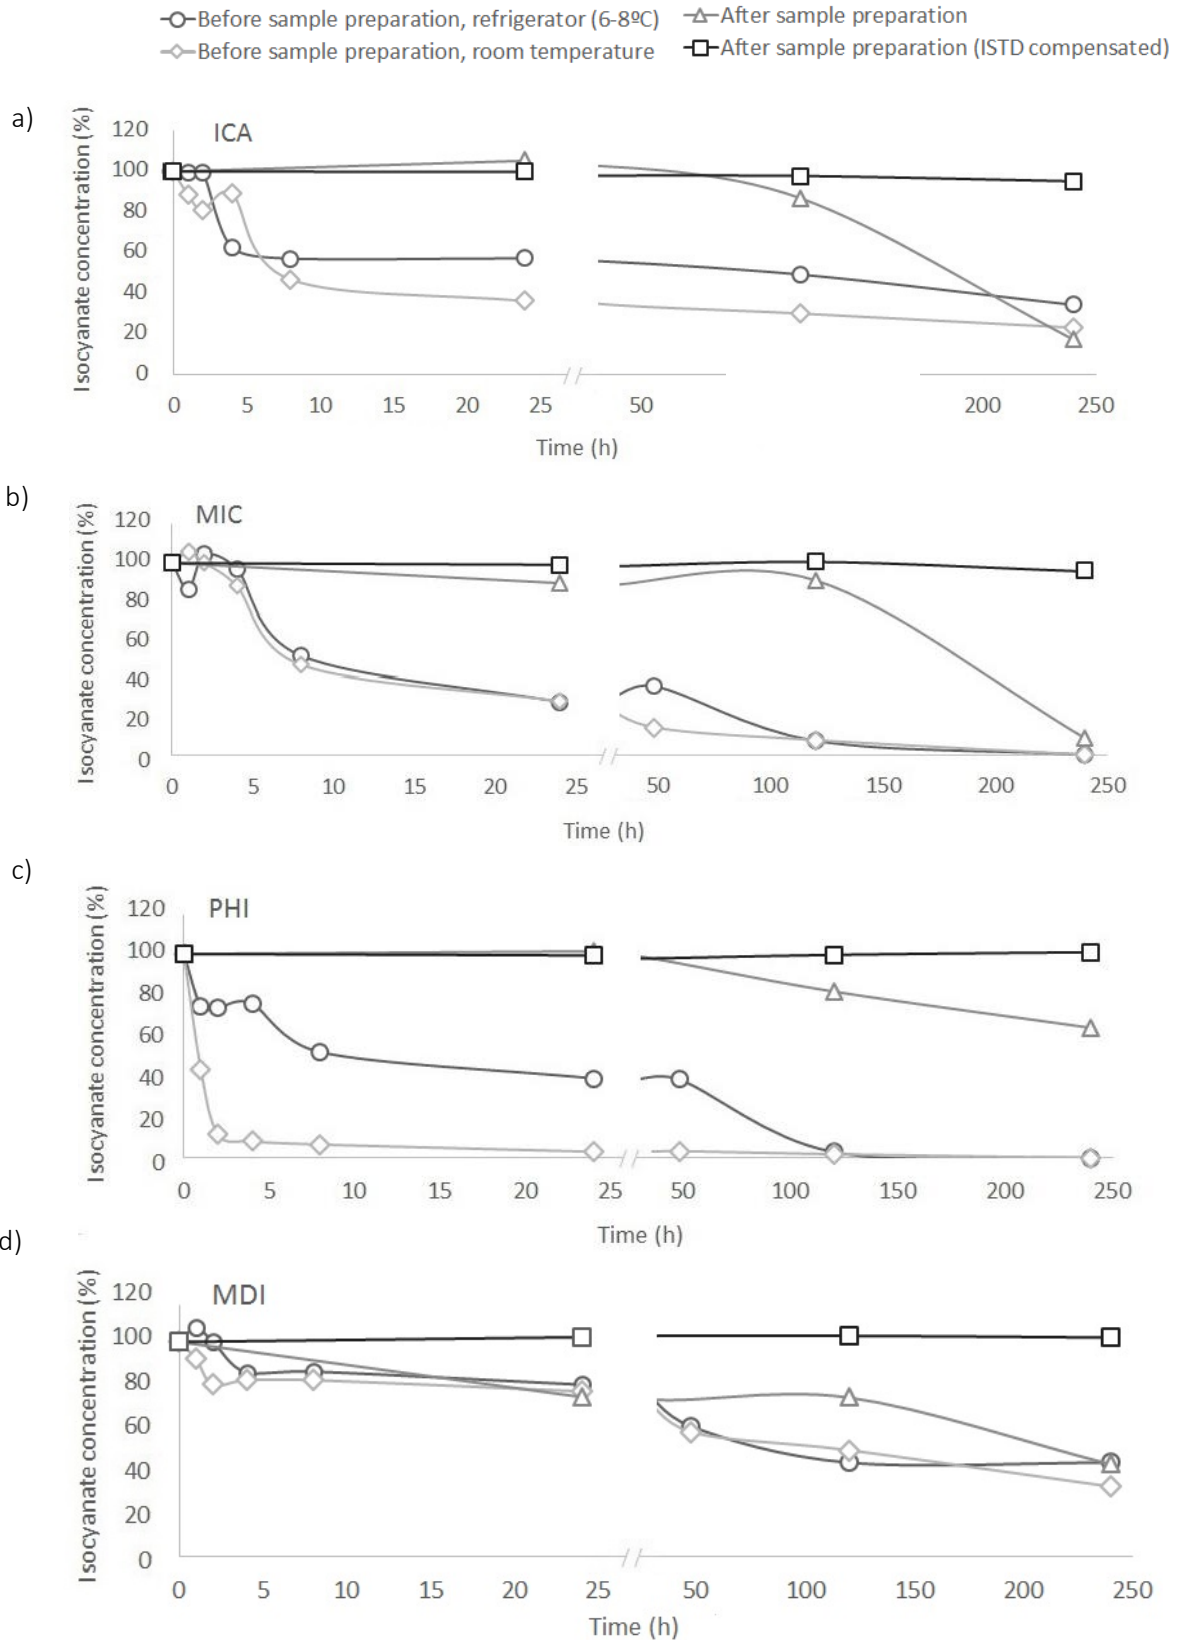 Before sample preparation, refrigerator (6-8ºC) After sample preparation
Before sample preparation, room temperature After sample preparation (ISTD compensated)
a)
ICA
Isocyanate concentration (%)
120
100
80
60
40
20
0
0 5 10 15 20 25 50 200 250
Time (h)
b)
MIC
Isocyanate concentration (%)
120
100
80
60
40
20
0
0 5 10 15 20 25 50 100 150 200 250
Time (h)
c)
PHI
Isocyanate concentration (%)
120
100
80
60
40
20
0
0 5 10 15 20 25 50 100 150 200 250
Time (h)
d)
MDI
Isocyanate concentration (%)
120
100
80
60
40
20
0
0 5 10 15 20 25 50 100 150 200 250
Time (h)